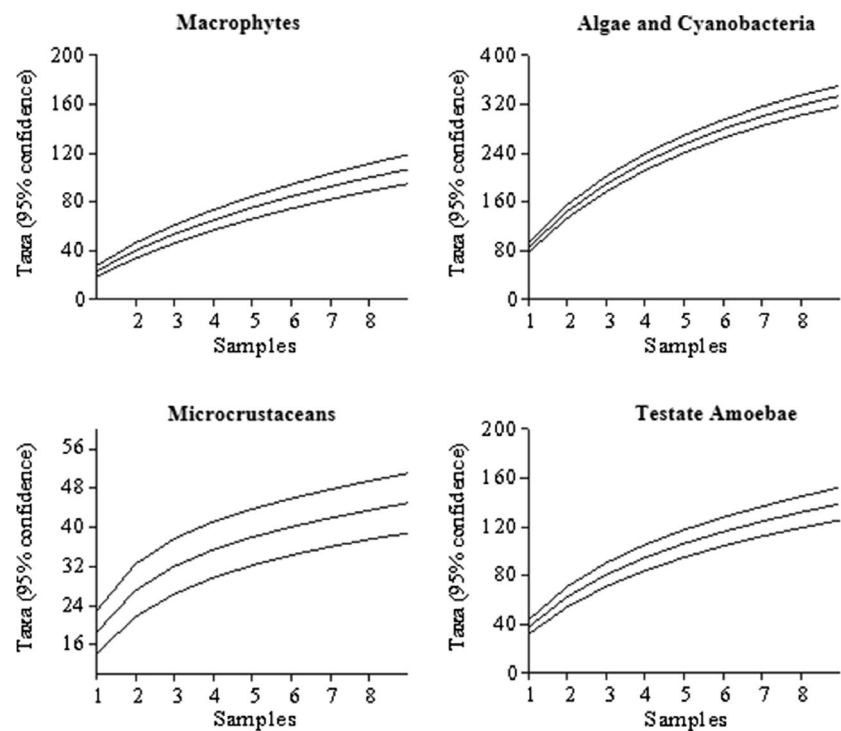 Macrophytes
Taxa (95% confidence)
200
160
120
80
40
0
2 3 4 5 6 7 8
Samples
Algae and Cyanobacteria
Taxa (95% confidence)
400
320
240
160
80
0
1 2 3 4 5 6 7 8
Samples
Microcrustaceans
Taxa (95% confidence)
56
48
40
32
24
16
1 2 3 4 5 6 7 8
Samples
Testate Amoebae
Taxa (95% confidence)
200
160
120
80
40
0
1 2 3 4 5 6 7 8
Samples